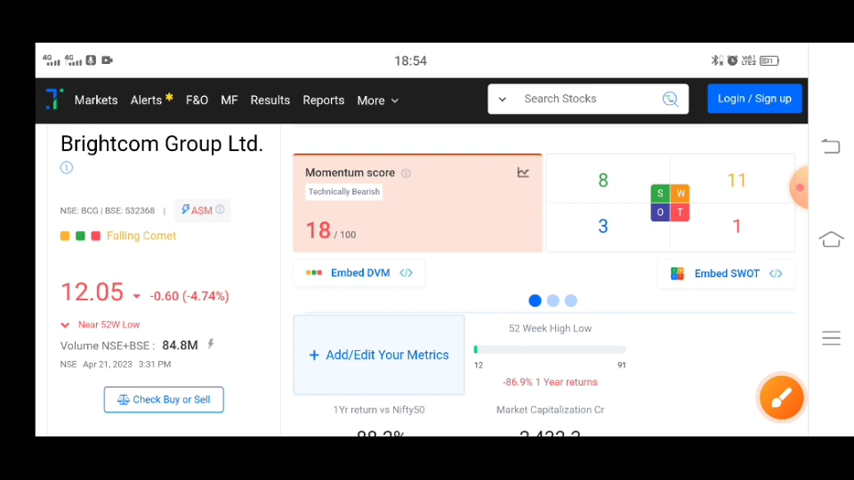 18:54
Markets Alerts F&O MF Results Reports More Search Stocks Login / Sign up
Brightcom Group Ltd.
NSE: BCG | BSE: 532368 | ASM
Falling Comet
12.05 -0.60 (-4.74%)
Near 52W Low
Volume NSE+BSE : 84.8M
NSE Apr 21, 2023 3:31 PM
Check Buy or Sell
Momentum score
Technically Bearish
18 / 100
8 11
S W
O T
3 1
Embed DVM
Embed SWOT
Add/Edit Your Metrics
52 Week High Low
12 91
-86.9% 1 Year returns
1Yr return vs Nifty50
Market Capitalization Cr